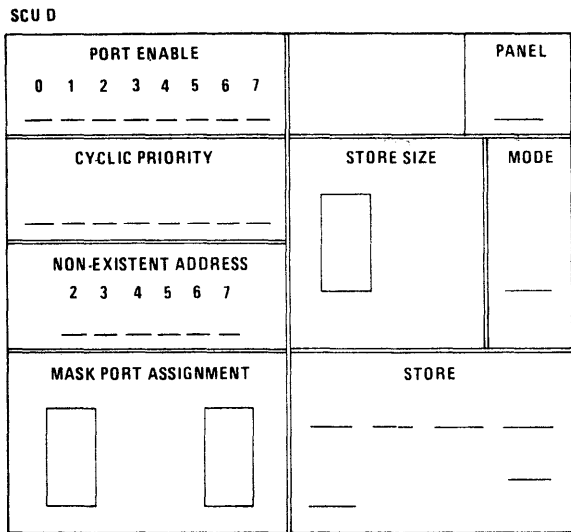 SCU D
PORT ENABLE
0 1 2 3 4 5 6 7
PANEL
CYCLIC PRIORITY
STORE SIZE
MODE
NON-EXISTENT ADDRESS
2 3 4 5 6 7
MASK PORT ASSIGNMENT
STORE